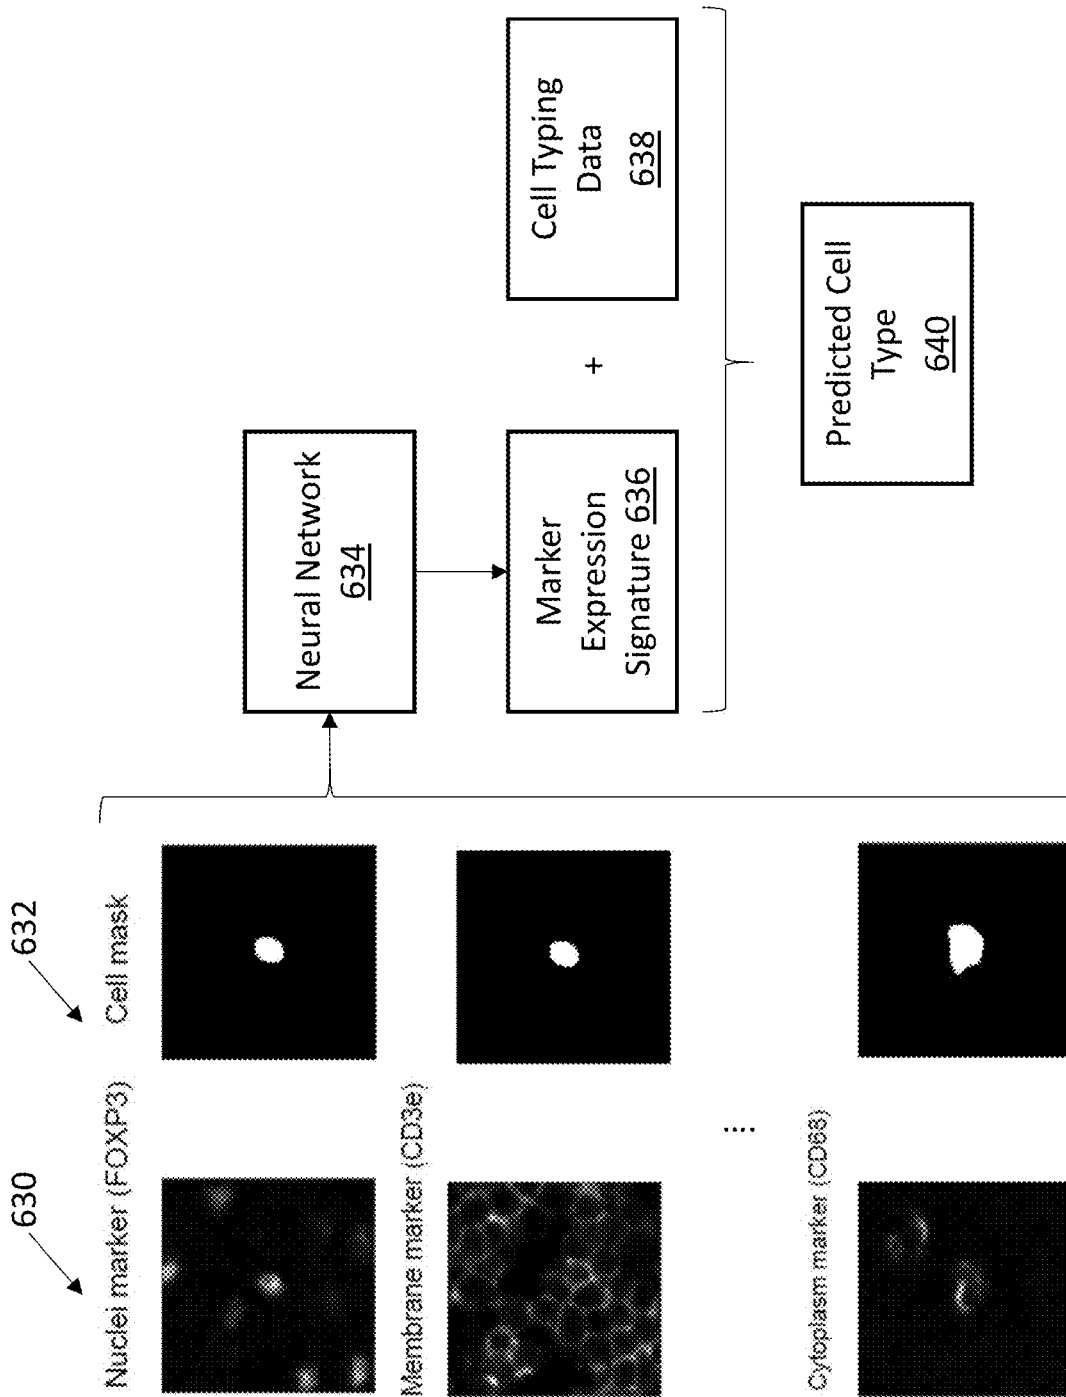 630
632
Nuclei marker (FOXP3)
Cell mask
Membrane marker (CD3e)
....
Cytoplasm marker (CD68)
Neural Network
634
Marker
Expression
Signature 636
+
Cell Typing
Data
638
Predicted Cell
Type
640